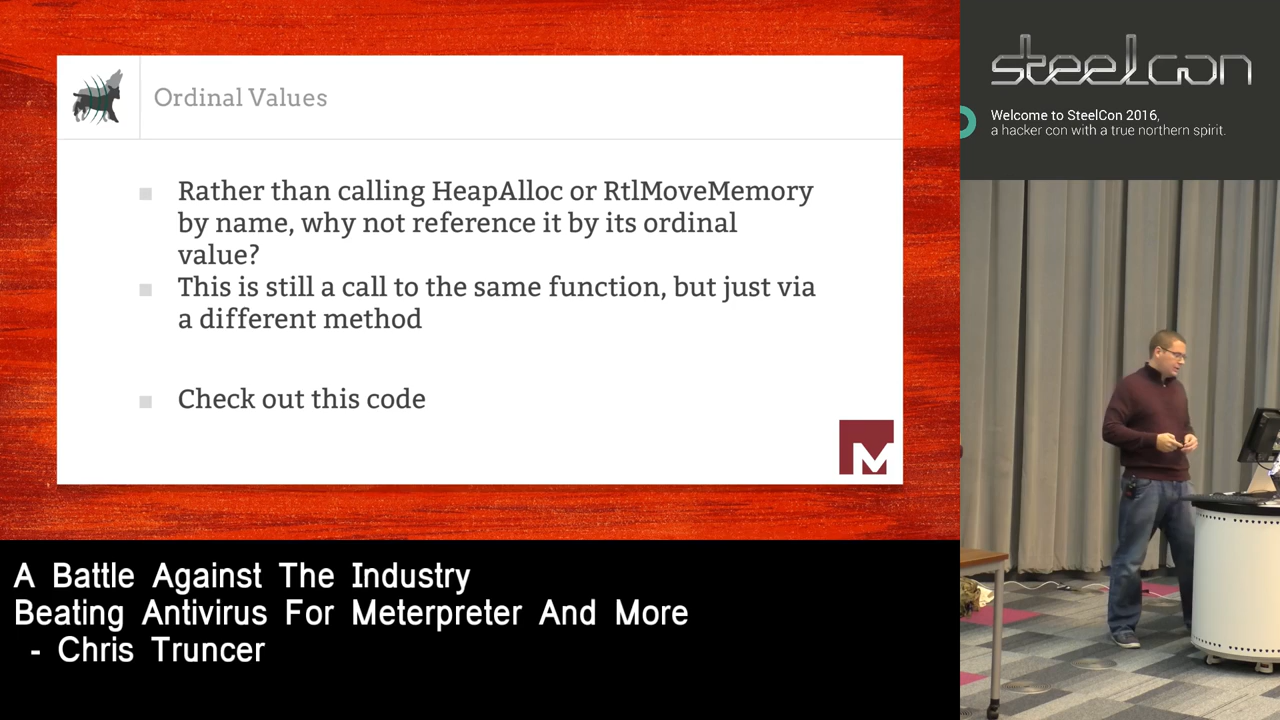 Ordinal Values
Rather than calling HeapAlloc or RtlMoveMemory
by name, why not reference it by its ordinal
value?
This is still a call to the same function, but just via
a different method
Check out this code
M
steelcon
Welcome to SteelCon 2016,
a hacker con with a true northern spirit.
A Battle Against The Industry
Beating Antivirus For Meterpreter And More
- Chris Truncer